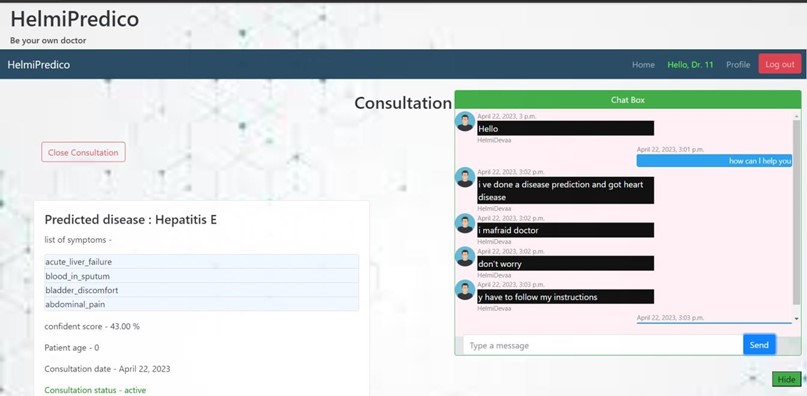 HelmiPredico
Be your own doctor
HelmiPredico
Home
Hello, Dr. 11
Profile
Log out
Consultation
Close Consultation
Predicted disease : Hepatitis E
list of symptoms -
acute_liver_failure
blood_in_sputum
bladder_discomfort
abdominal_pain
confident score - 43.00 %
Patient age - 0
Consultation date - April 22, 2023
Consultation status - active
Chat Box
April 22, 2023, 3 p.m.
Hello
HelmiDevaa
April 22, 2023, 3:01 p.m.
how can I help you
April 22, 2023, 3:02 p.m.
i ve done a disease prediction and got heart
disease
HelmiDevaa
April 22, 2023, 3:02 p.m.
i mafraid doctor
HelmiDevaa
April 22, 2023, 3:02 p.m.
don't worry
HelmiDevaa
April 22, 2023, 3:03 p.m.
y have to follow my instructions
HelmiDevaa
April 22, 2023, 3:03 p.m.
Type a message
Send
Hide